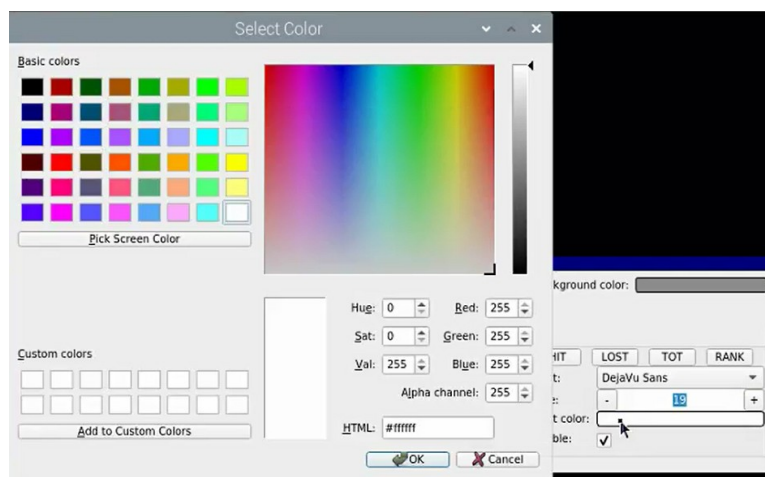 Select Color
Basic colors
Pick Screen Color
Custom colors
Add to Custom Colors
Hue: 0
Red: 255
Sat: 0
Green: 255
Val: 255
Blue: 255
Alpha channel: 255
HTML: #ffffff
OK
Cancel
kground color:
HIT LOST TOT RANK
t: DejaVu Sans
e: - 19 +
t color:
ble: